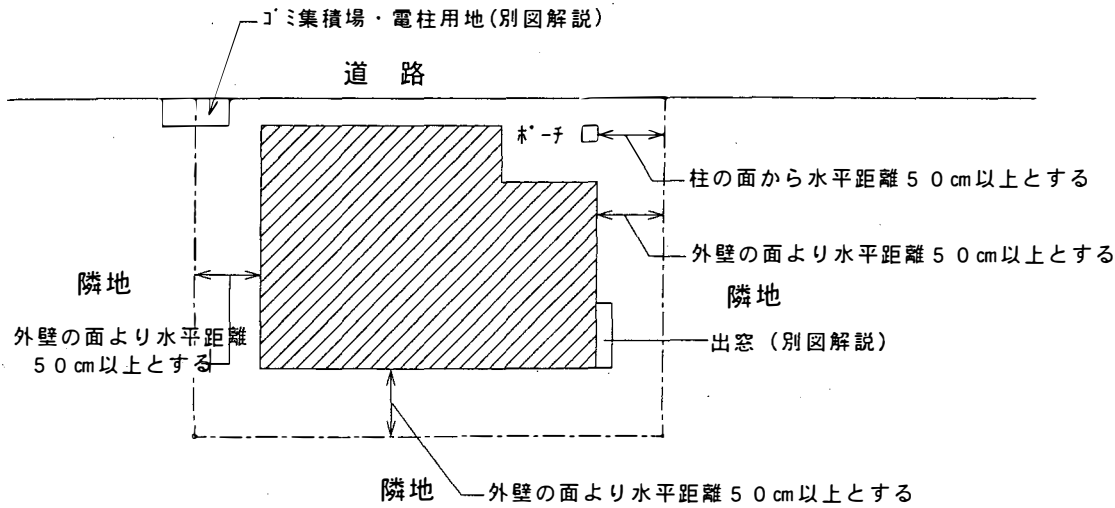 ゴミ集積場・電柱用地(別図解説)
道 路
ポーチ
柱の面から水平距離50㎝以上とする
外壁の面より水平距離50㎝以上とする
隣地
隣地
外壁の面より水平距離
50㎝以上とする
出窓(別図解説)
隣地
外壁の面より水平距離50㎝以上とする